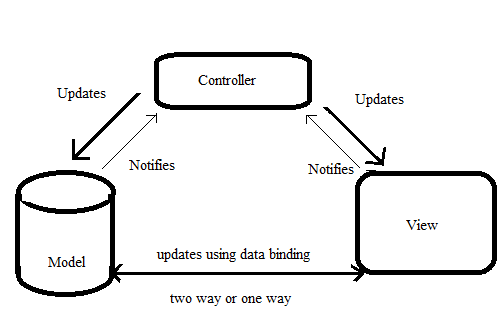 Controller
Updates
Updates
Notifies
Notifies
View
updates using data binding
Model
two way or one way